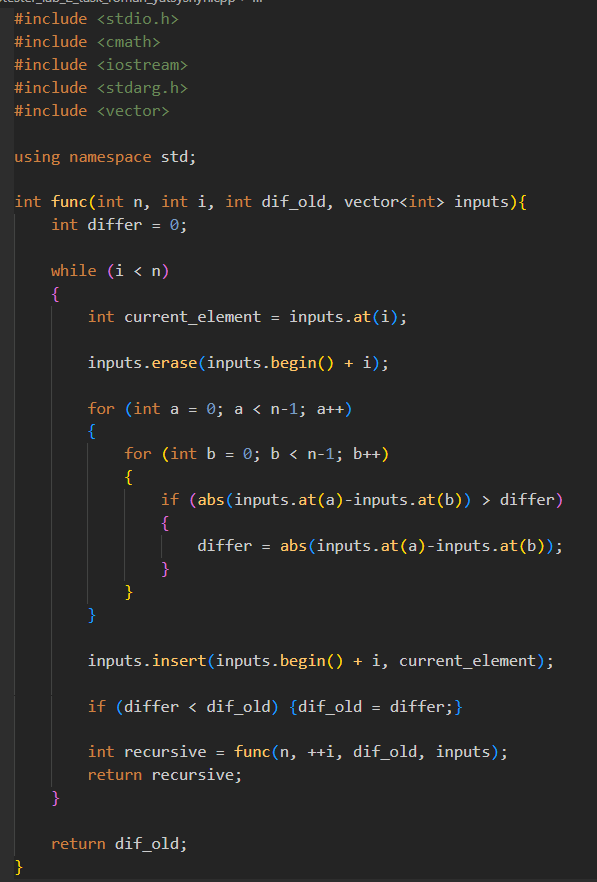 #include <stdio.h>
#include <cmath>
#include <iostream>
#include <stdarg.h>
#include <vector>
using namespace std;
int func(int n, int i, int dif_old, vector<int> inputs){
int differ = 0;
while (i < n)
{
int current_element = inputs.at(i);
inputs.erase(inputs.begin() + i);
for (int a = 0; a < n-1; a++)
{
for (int b = 0; b < n-1; b++)
{
if (abs(inputs.at(a)-inputs.at(b)) > differ)
{
differ = abs(inputs.at(a)-inputs.at(b));
}
}
}
inputs.insert(inputs.begin() + i, current_element);
if (differ < dif_old) {dif_old = differ;}
int recursive = func(n, ++i, dif_old, inputs);
return recursive;
}
return dif_old;
}